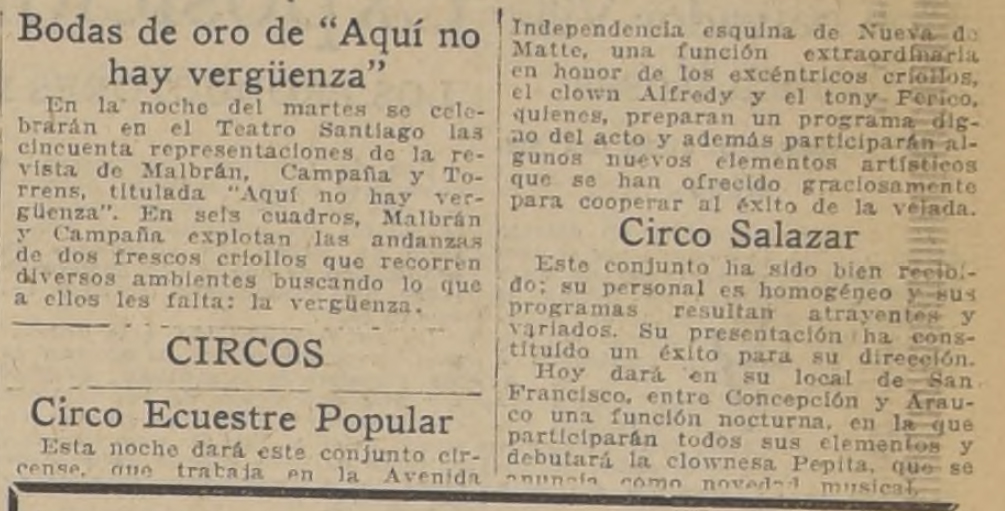 Bodas de oro de “Aquí no
hay vergüenza”
En la noche del martes se cele-
brarán en el Teatro Santiago las
cincuenta representaciones de la re-
vista de Malbrán, Campaña y To-
rrens, titulada “Aquí no hay ver-
güenza”. En seis cuadros, Malbrán
y Campaña explotan las andanzas
de dos frescos criollos que recorren
diversos ambientes buscando lo que
a ellos les falta: la vergüenza.
CIRCOS
Circo Ecuestre Popular
Esta noche dará este conjunto cir-
cense, que trabaja en la Avenida
Independencia esquina de Nueva de
Matte, una función extraordinaria
en honor de los excéntricos criollos,
el clown Alfredy y el tony Perico,
quienes, preparan un programa dig-
no del acto y además participarán al-
gunos nuevos elementos artísticos
que se han ofrecido graciosamente
para cooperar al éxito de la velada.
Circo Salazar
Este conjunto ha sido bien recibi-
do; su personal es homogéneo y sus
programas resultan atrayentes y
variados. Su presentación ha cons-
tituído un éxito para su dirección.
Hoy dará en su local de San
Francisco, entre Concepción y Arau-
co una función nocturna, en la que
participarán todos sus elementos y
debutará la clownesa Pepita, que se
anuncia como novedad musical.